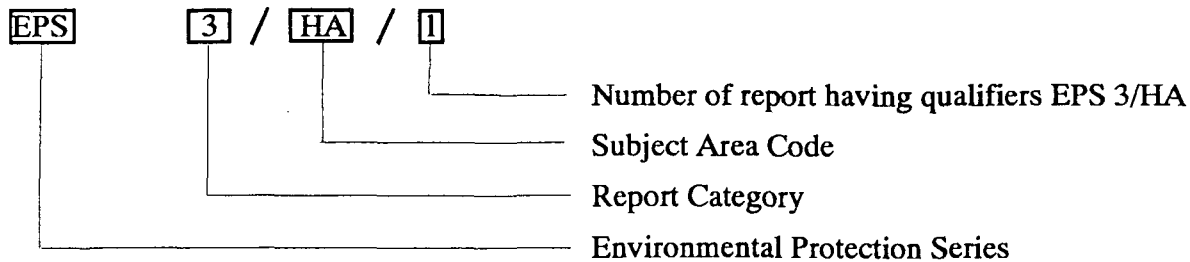 EPS 3 / HA / 1
Number of report having qualifiers EPS 3/HA
Subject Area Code
Report Category
Environmental Protection Series